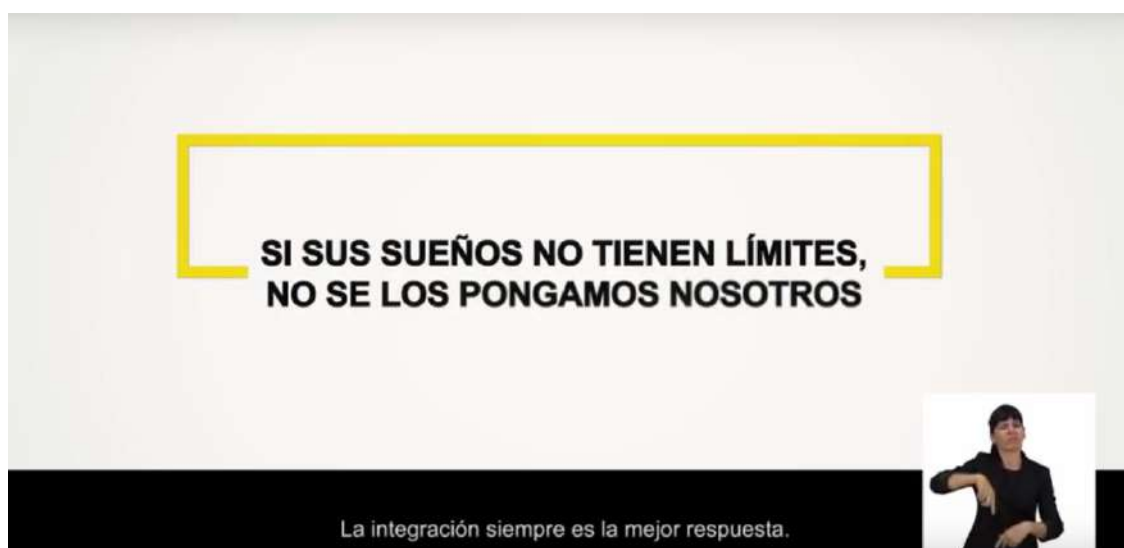 SI SUS SUEÑOS NO TIENEN LÍMITES,
NO SE LOS PONGAMOS NOSOTROS
La integración siempre es la mejor respuesta.